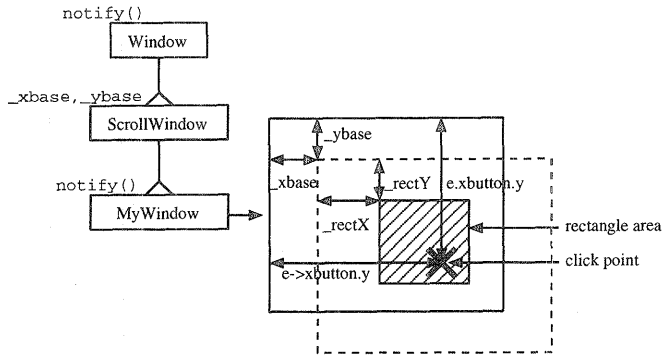 notify()
Window
_xbase,_ybase
ScrollWindow
notify()
MyWindow
_ybase
_xbase
_rectY
e.xbutton.y
_rectX
rectangle area
click point
e->xbutton.y